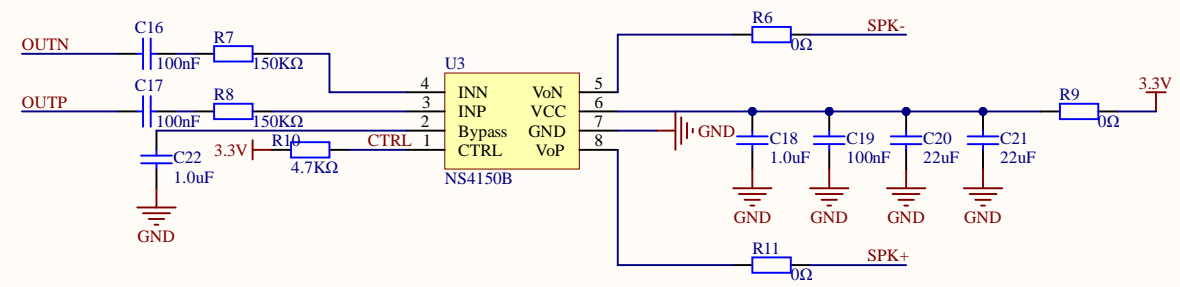 C16
R7
OUTN
100nF
150KΩ
C17
R8
OUTP
100nF
150KΩ
C22
1.0uF
GND
3.3V
R10
4.7KΩ
CTRL
U3
4
INN
VoN
5
3
INP
VCC
6
2
Bypass
GND
7
1
CTRL
VoP
8
NS4150B
R6
0Ω
SPK-
GND
C18
1.0uF
GND
C19
100nF
GND
C20
22uF
GND
C21
22uF
GND
R9
0Ω
3.3V
R11
0Ω
SPK+